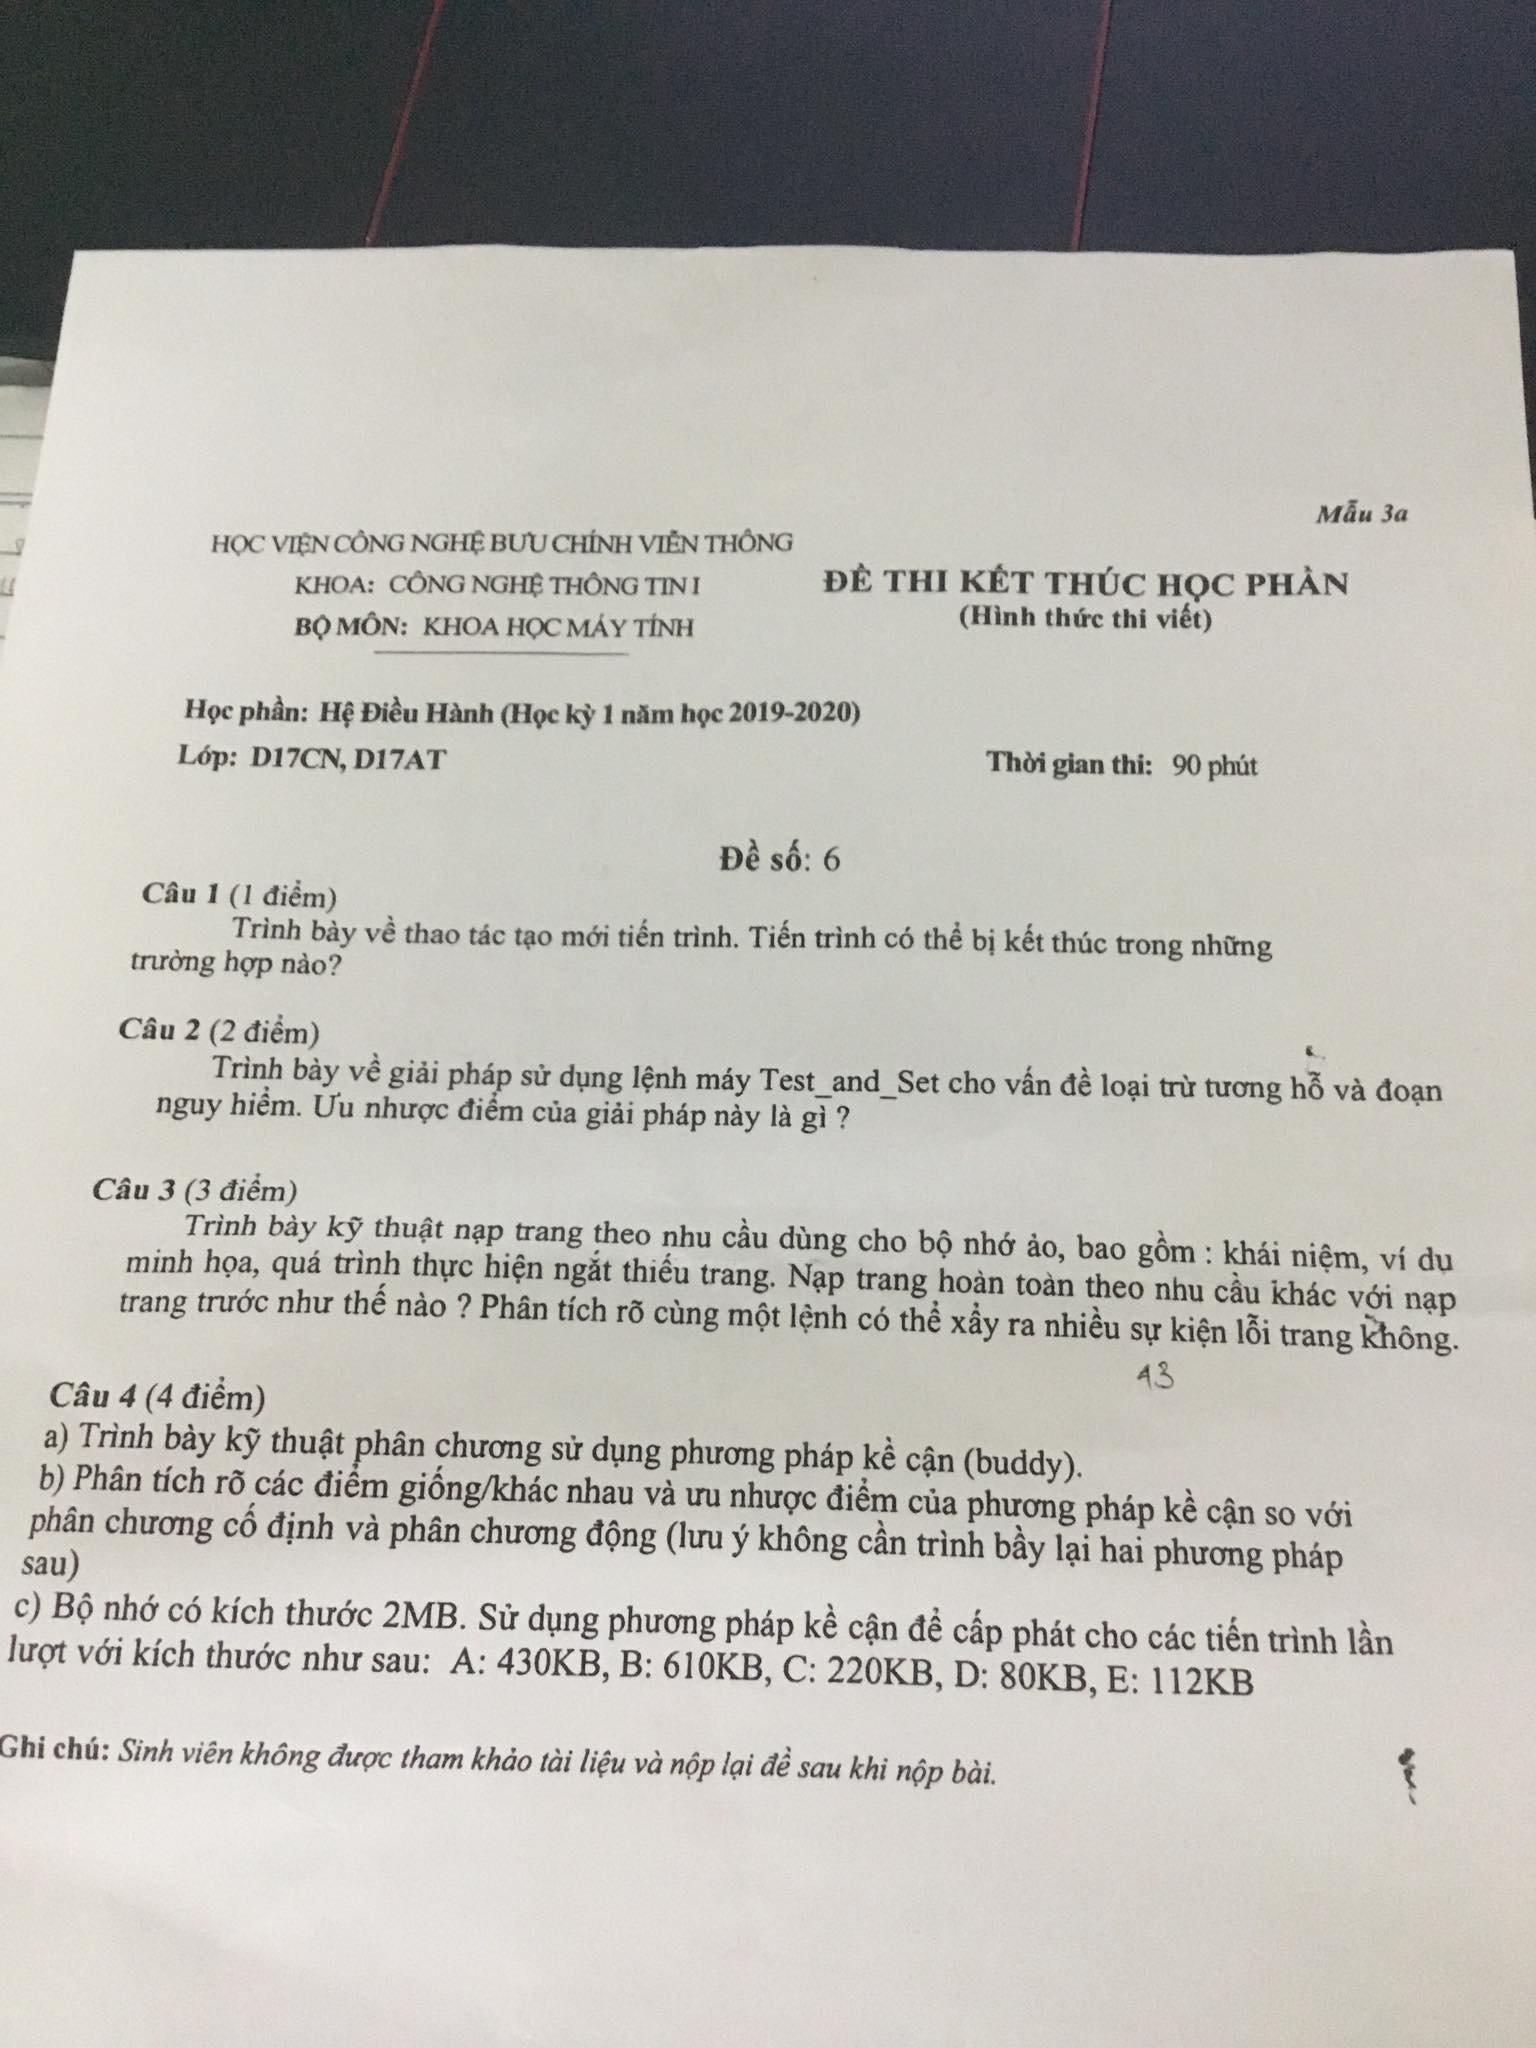 Mẫu 3a
HỌC VIỆN CÔNG NGHỆ BƯU CHÍNH VIỄN THÔNG
KHOA: CÔNG NGHỆ THÔNG TIN I
BỘ MÔN: KHOA HỌC MÁY TÍNH
ĐỀ THI KẾT THÚC HỌC PHẦN
(Hình thức thi viết)
Học phần: Hệ Điều Hành (Học kỳ 1 năm học 2019-2020)
Lớp: D17CN, D17AT
Thời gian thi: 90 phút
Đề số: 6
Câu 1 (1 điểm)
Trình bày về thao tác tạo mới tiến trình. Tiến trình có thể bị kết thúc trong những
trường hợp nào?
Câu 2 (2 điểm)
Trình bày về giải pháp sử dụng lệnh máy Test_and_Set cho vấn đề loại trừ tương hỗ và đoạn
nguy hiểm. Ưu nhược điểm của giải pháp này là gì ?
Câu 3 (3 điểm)
Trình bày kỹ thuật nạp trang theo nhu cầu dùng cho bộ nhớ ảo, bao gồm : khái niệm, ví dụ
minh họa, quá trình thực hiện ngắt thiếu trang. Nạp trang hoàn toàn theo nhu cầu khác với nạp
trang trước như thế nào ? Phân tích rõ cùng một lệnh có thể xẩy ra nhiều sự kiện lỗi trang không.
43
Câu 4 (4 điểm)
a) Trình bày kỹ thuật phân chương sử dụng phương pháp kề cận (buddy).
b) Phân tích rõ các điểm giống/khác nhau và ưu nhược điểm của phương pháp kề cận so với
phân chương cố định và phân chương động (lưu ý không cần trình bầy lại hai phương pháp
sau)
c) Bộ nhớ có kích thước 2MB. Sử dụng phương pháp kề cận để cấp phát cho các tiến trình lần
lượt với kích thước như sau: A: 430KB, B: 610KB, C: 220KB, D: 80KB, E: 112KB
Ghi chú: Sinh viên không được tham khảo tài liệu và nộp lại đề sau khi nộp bài.